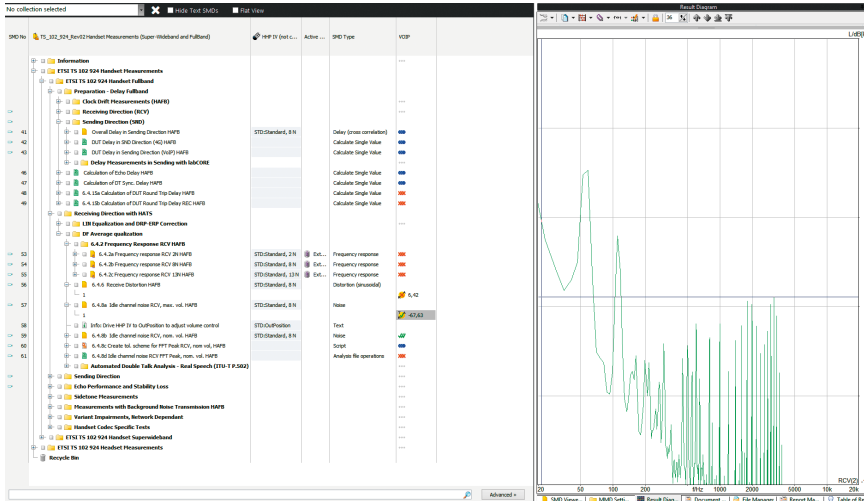 No collection selected
Hide Text SMDs
Flat View
Result Diagram
SMD No
TS_102_924_Rev02 Handset Measurements (Super-Wideband and FullBand)
HHP IV (not c...
Active ...
SMD Type
VOIP
Information
ETSI TS 102 924 Handset Measurements
ETSI TS 102 924 Handset Fullband
Preparation - Delay Fullband
Clock Drift Measurements (HAFB)
Receiving Direction (RCV)
Sending Direction (SND)
41 Overall Delay in Sending Direction HAFB STD:Standard, 8 N Delay (cross correlation)
42 DUT Delay in SND Direction (4G) HAFB Calculate Single Value
43 DUT Delay in Sending Direction (VoIP) HAFB Calculate Single Value
Delay Measurements in Sending with labCORE
46 Calculation of Echo Delay HAFB Calculate Single Value
47 Calculation of DT Sync. Delay HAFB Calculate Single Value
48 6.4.15a Calculation of DUT Round Trip Delay HAFB Calculate Single Value
49 6.4.15b Calculation of DUT Round Trip Delay REC HAFB Calculate Single Value
Receiving Direction with HATS
LIN Equalization and DRP-ERP Correction
DF Average qualization
6.4.2 Frequency Response RCV HAFB
53 6.4.2a Frequency response RCV 2N HAFB STD:Standard, 2 N Ext... Frequency response
54 6.4.2b Frequency response RCV 8N HAFB STD:Standard, 8 N Ext... Frequency response
55 6.4.2c Frequency response RCV 13N HAFB STD:Standard, 13 N Ext... Frequency response
56 6.4.6 Receive Distortion HAFB STD:Standard, 8 N Distortion (sinusoidal)
1 6,42
57 6.4.8a Idle channel noise RCV, max. vol. HAFB STD:Standard, 8 N Noise
1 -67,63
58 Info: Drive HHP IV to OutPosition to adjust volume control STD:OutPosition Text
59 6.4.8b Idle channel noise RCV, nom. vol. HAFB STD:Standard, 8 N Noise
60 6.4.8c Create tol. scheme for FFT Peak RCV, nom vol, HAFB Script
61 6.4.8d Idle channel noise RCV FFT Peak, nom. vol. HAFB Analysis file operations
Automated Double Talk Analysis - Real Speech (ITU-T P.502)
Sending Direction
Echo Performance and Stability Loss
Sidetone Measurements
Measurements with Background Noise Transmission HAFB
Variant Impairments, Network Dependant
Handset Codec Specific Tests
ETSI TS 102 924 Handset Superwideband
ETSI TS 102 924 Headset Measurements
Recycle Bin
Advanced »
36
RCV(2)
20 50 100 200 f/Hz 1000 2000 5000 10k 20k
SMD Views
MMD Setti...
Result Diag...
Document ...
File Manager
Report Ma...
Table of Re